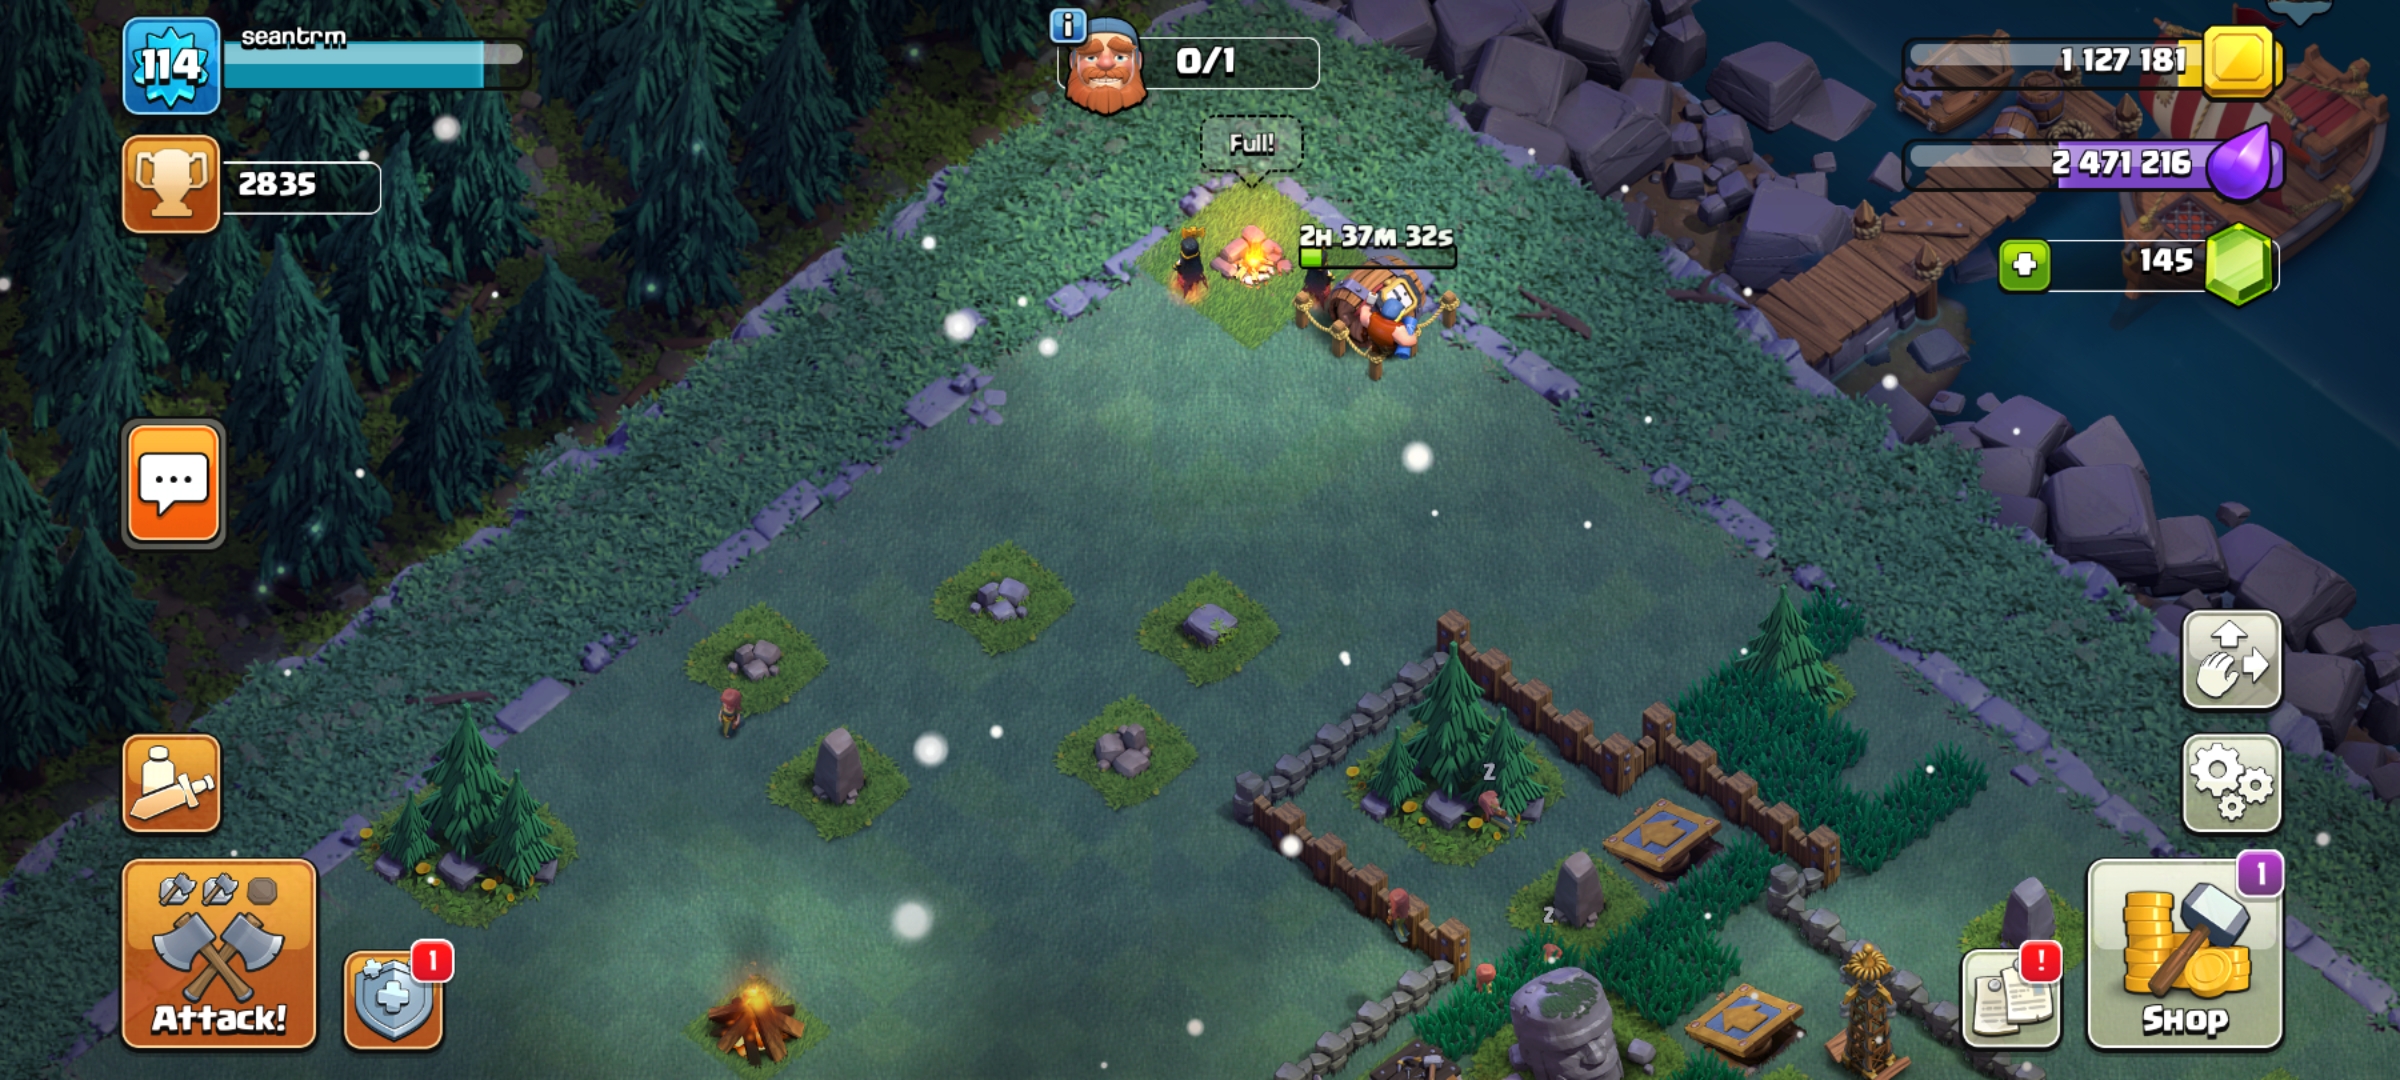 114
seantrm
0/1
1 127 181
2835
Full!
2 471 216
2H 37M 32s
145
z
z
1
1
!
Attack!
Shop